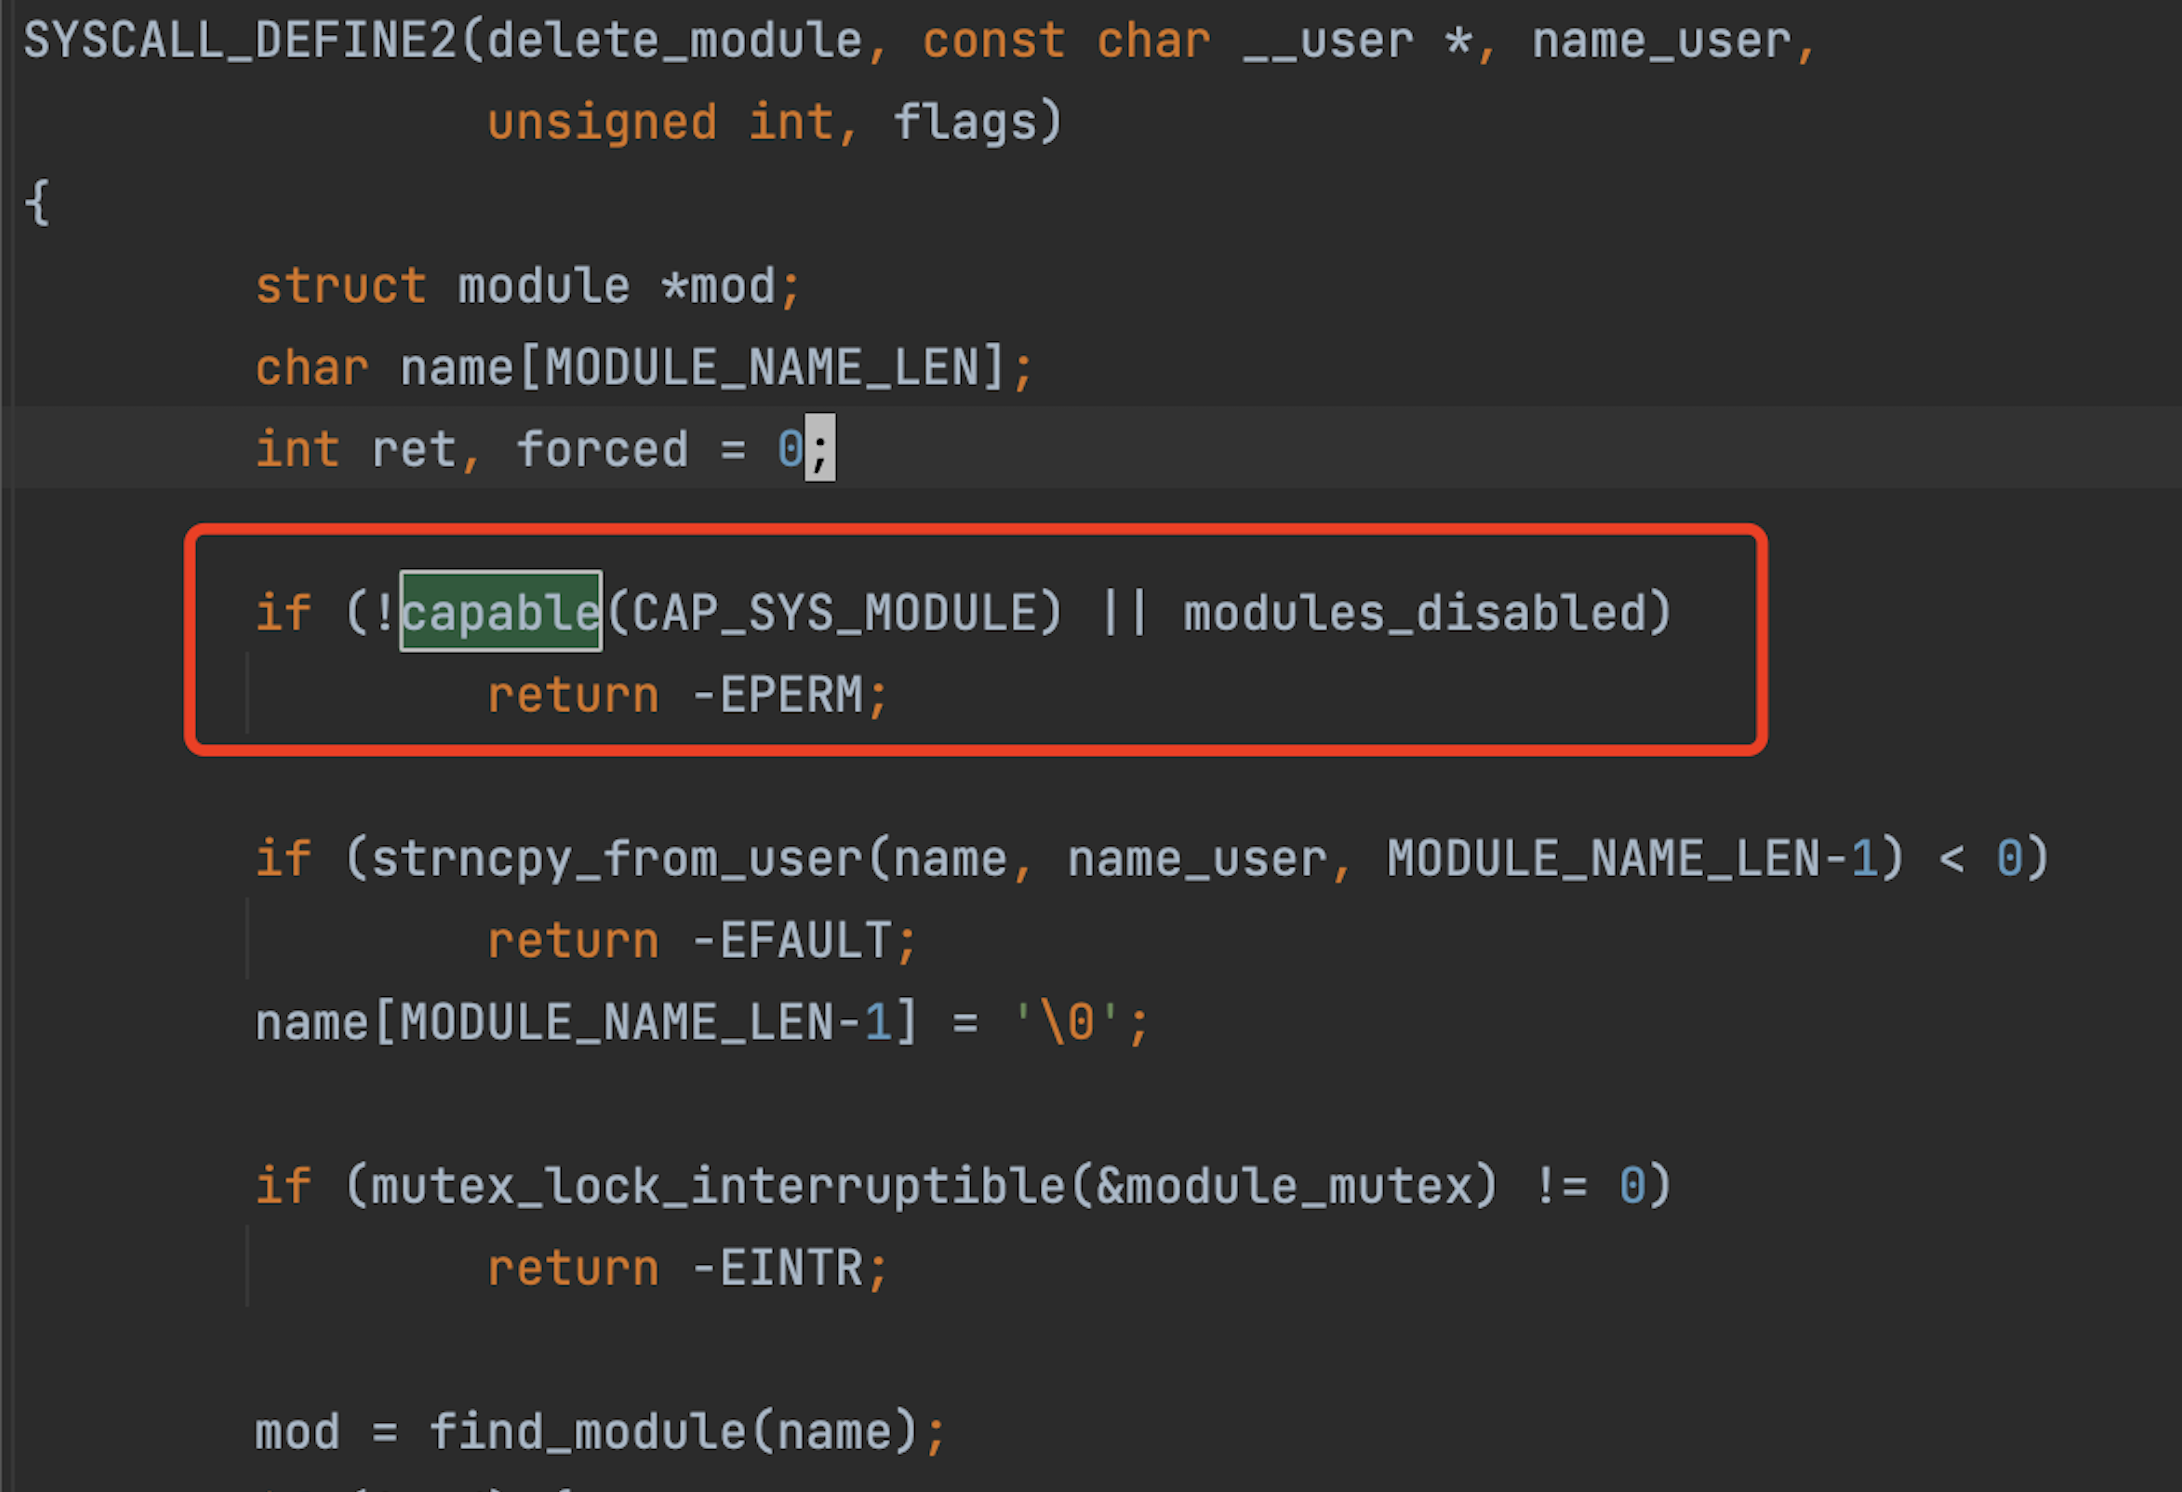 SYSCALL_DEFINE2(delete_module, const char __user *, name_user,
unsigned int, flags)
{
struct module *mod;
char name[MODULE_NAME_LEN];
int ret, forced = 0;
if (!capable(CAP_SYS_MODULE) || modules_disabled)
return -EPERM;
if (strncpy_from_user(name, name_user, MODULE_NAME_LEN-1) < 0)
return -EFAULT;
name[MODULE_NAME_LEN-1] = '\0';
if (mutex_lock_interruptible(&module_mutex) != 0)
return -EINTR;
mod = find_module(name);